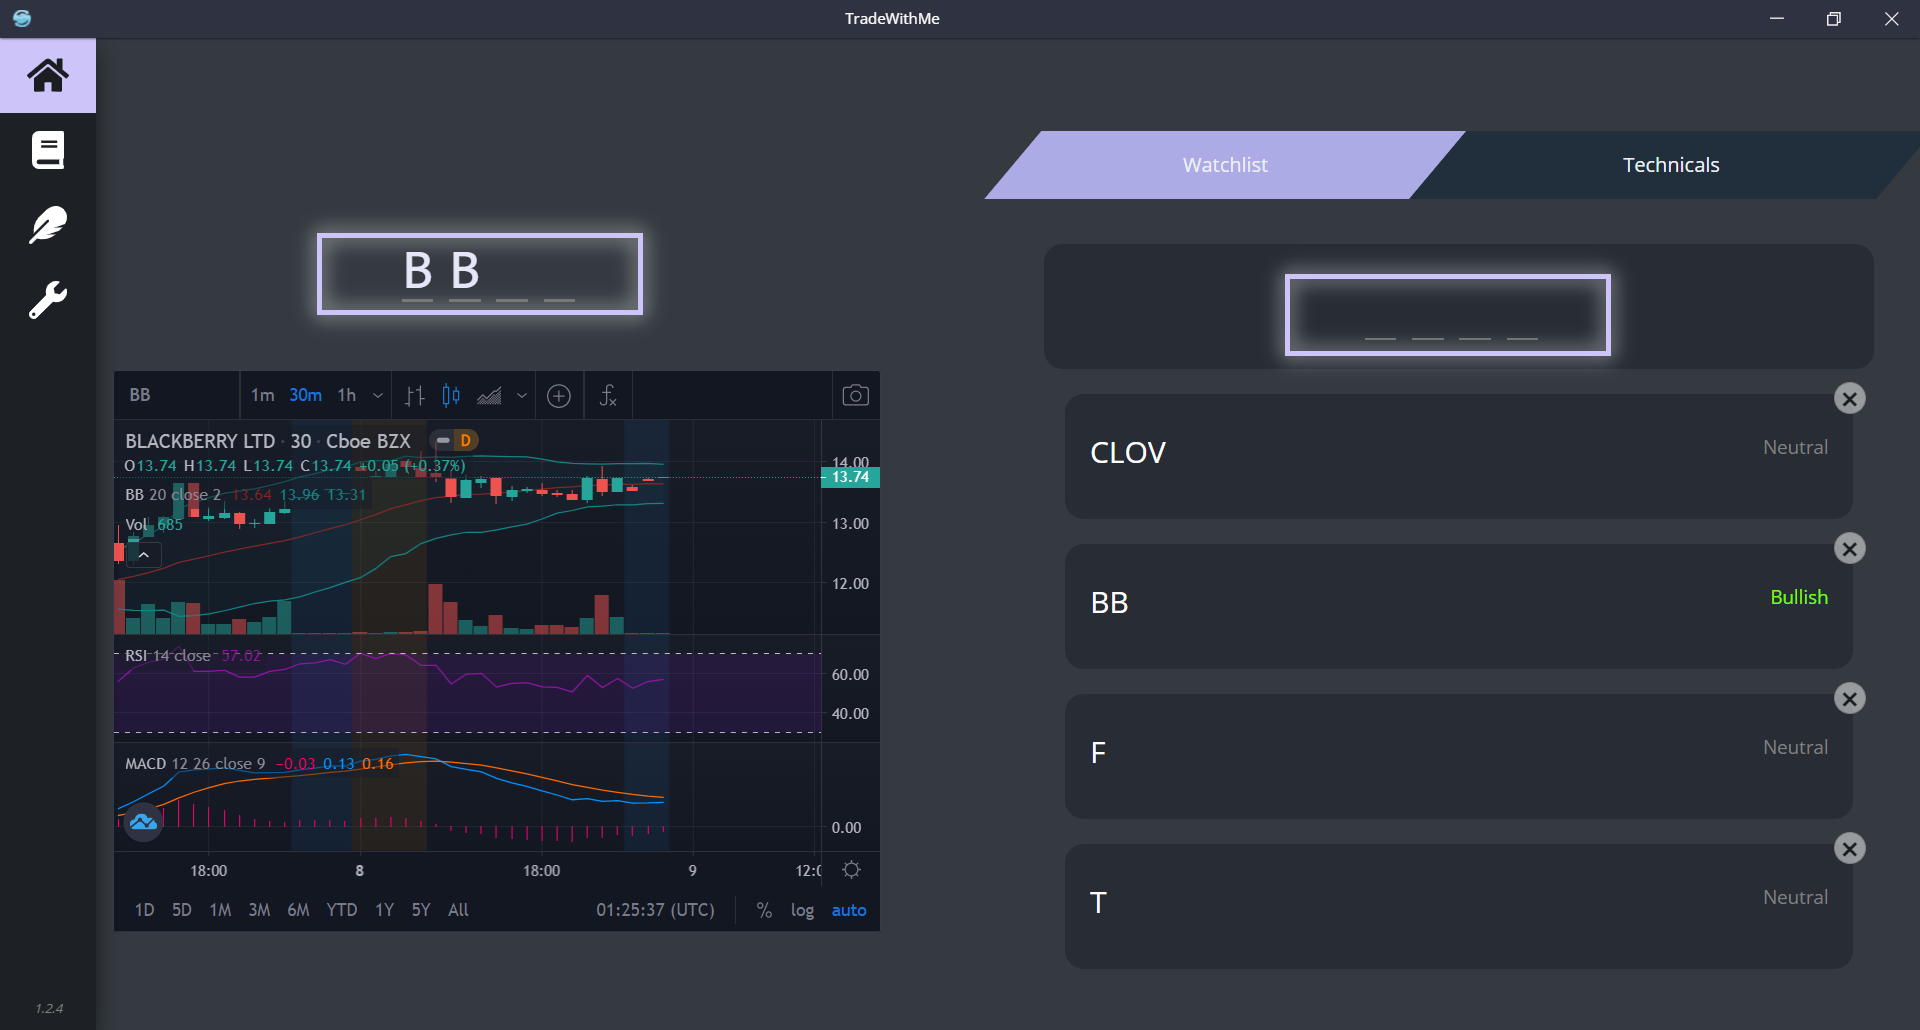 TradeWithMe
Watchlist
Technicals
B B
BB
1m 30m 1h
BLACKBERRY LTD · 30 · Cboe BZX D
O13.74 H13.74 L13.74 C13.74 +0.05 (+0.37%)
BB 20 close 2 13.64 13.96 13.31
Vol 685
14.00
13.74
13.00
12.00
RSI 14 close 57.02
60.00
40.00
MACD 12 26 close 9 −0.03 0.13 0.16
0.00
18:00 8 18:00 9
1D 5D 1M 3M 6M YTD 1Y 5Y All 01:25:37 (UTC) % log auto
CLOV
Neutral
BB
Bullish
F
Neutral
T
Neutral
1.2.4